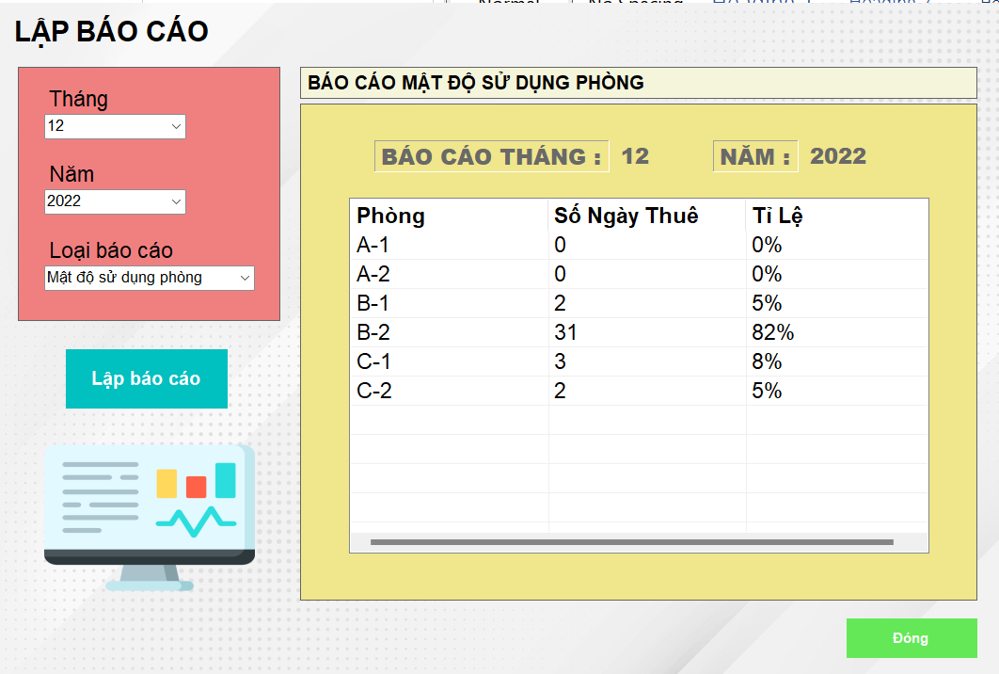 LẬP BÁO CÁO
Tháng
12
Năm
2022
Loại báo cáo
Mật độ sử dụng phòng
Lập báo cáo
BÁO CÁO MẬT ĐỘ SỬ DỤNG PHÒNG
BÁO CÁO THÁNG : 12 NĂM : 2022
Phòng Số Ngày Thuê Tỉ Lệ
A-1 0 0%
A-2 0 0%
B-1 2 5%
B-2 31 82%
C-1 3 8%
C-2 2 5%
Đóng